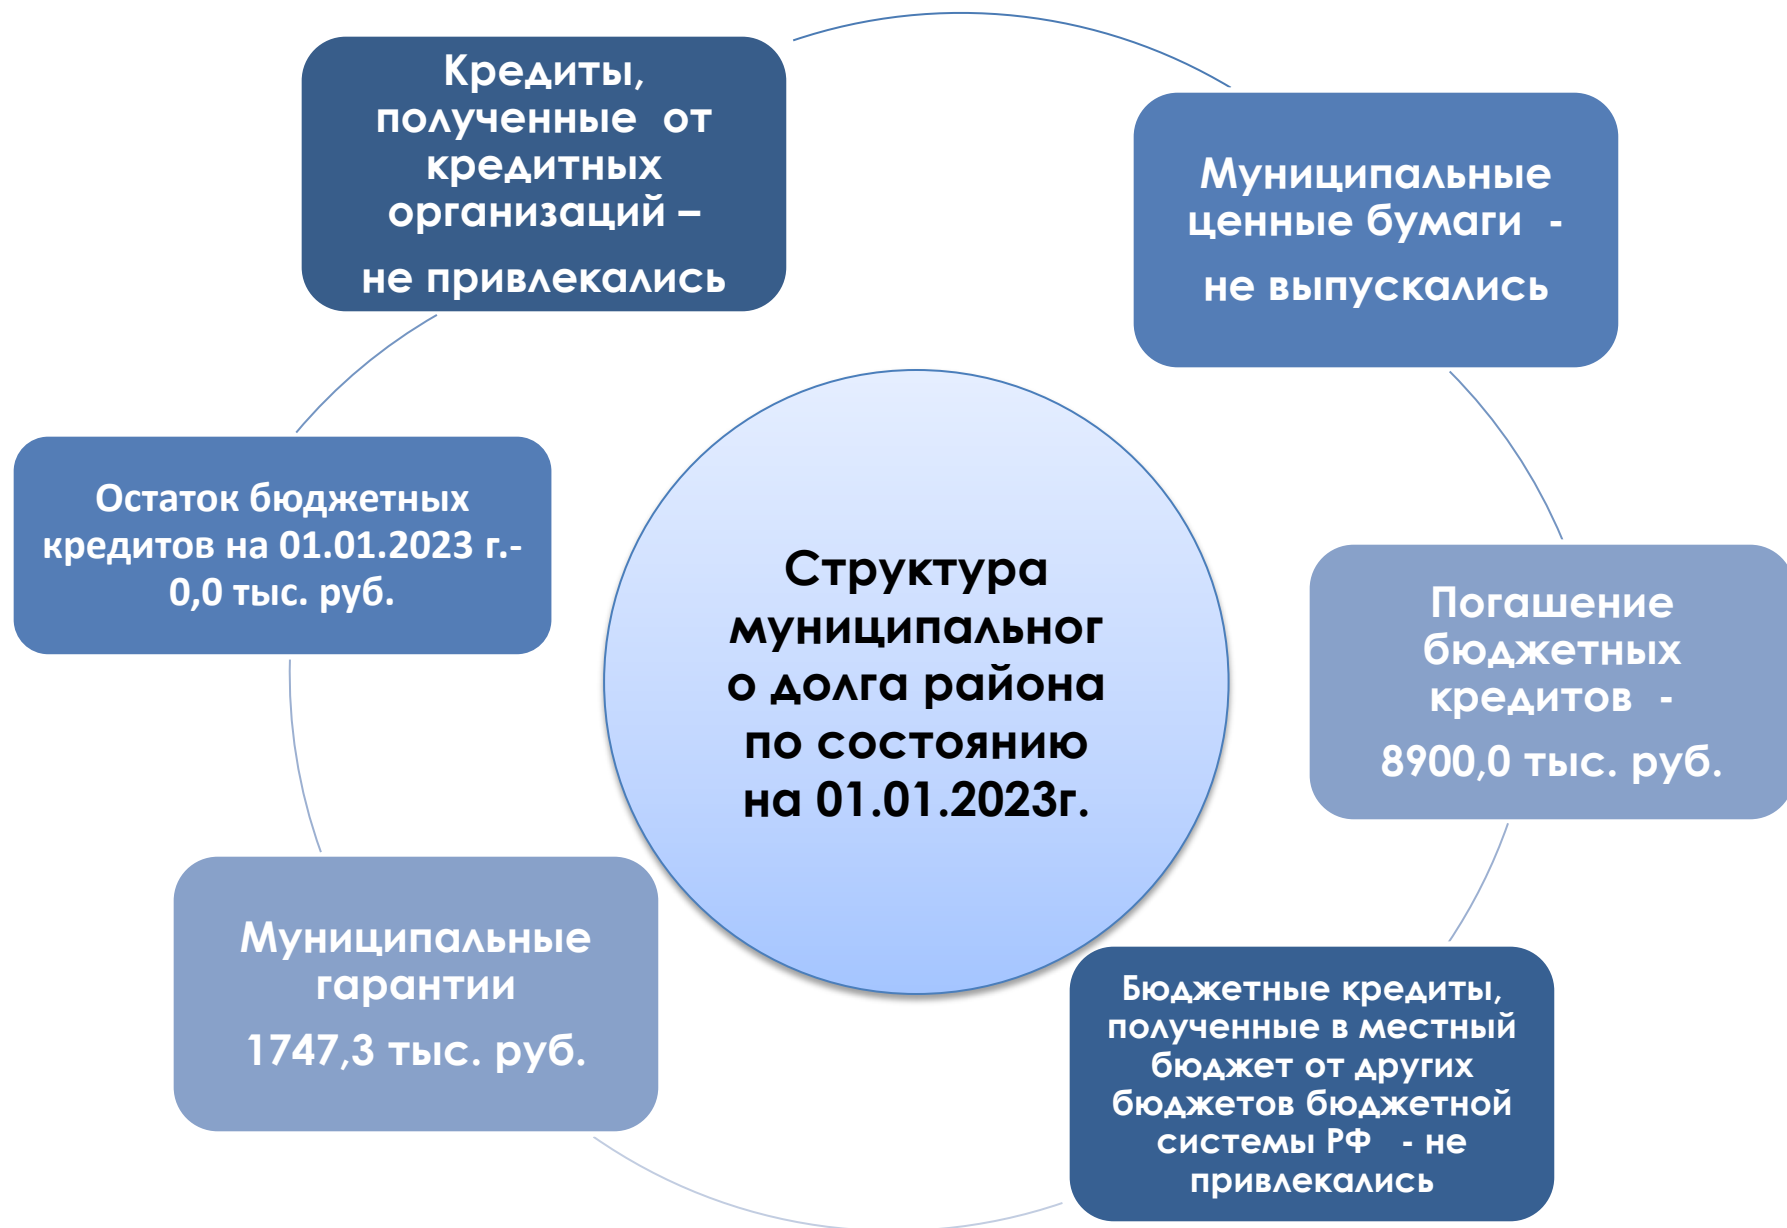 Кредиты,
полученные от
кредитных
организаций –
не привлекались
Муниципальные
ценные бумаги -
не выпускались
Погашение
бюджетных
кредитов -
8900,0 тыс. руб.
Бюджетные кредиты,
полученные в местный
бюджет от других
бюджетов бюджетной
системы РФ - не
привлекались
Муниципальные
гарантии
1747,3 тыс. руб.
Остаток бюджетных
кредитов на 01.01.2023 г.-
0,0 тыс. руб.
Структура
муниципальног
о долга района
по состоянию
на 01.01.2023г.